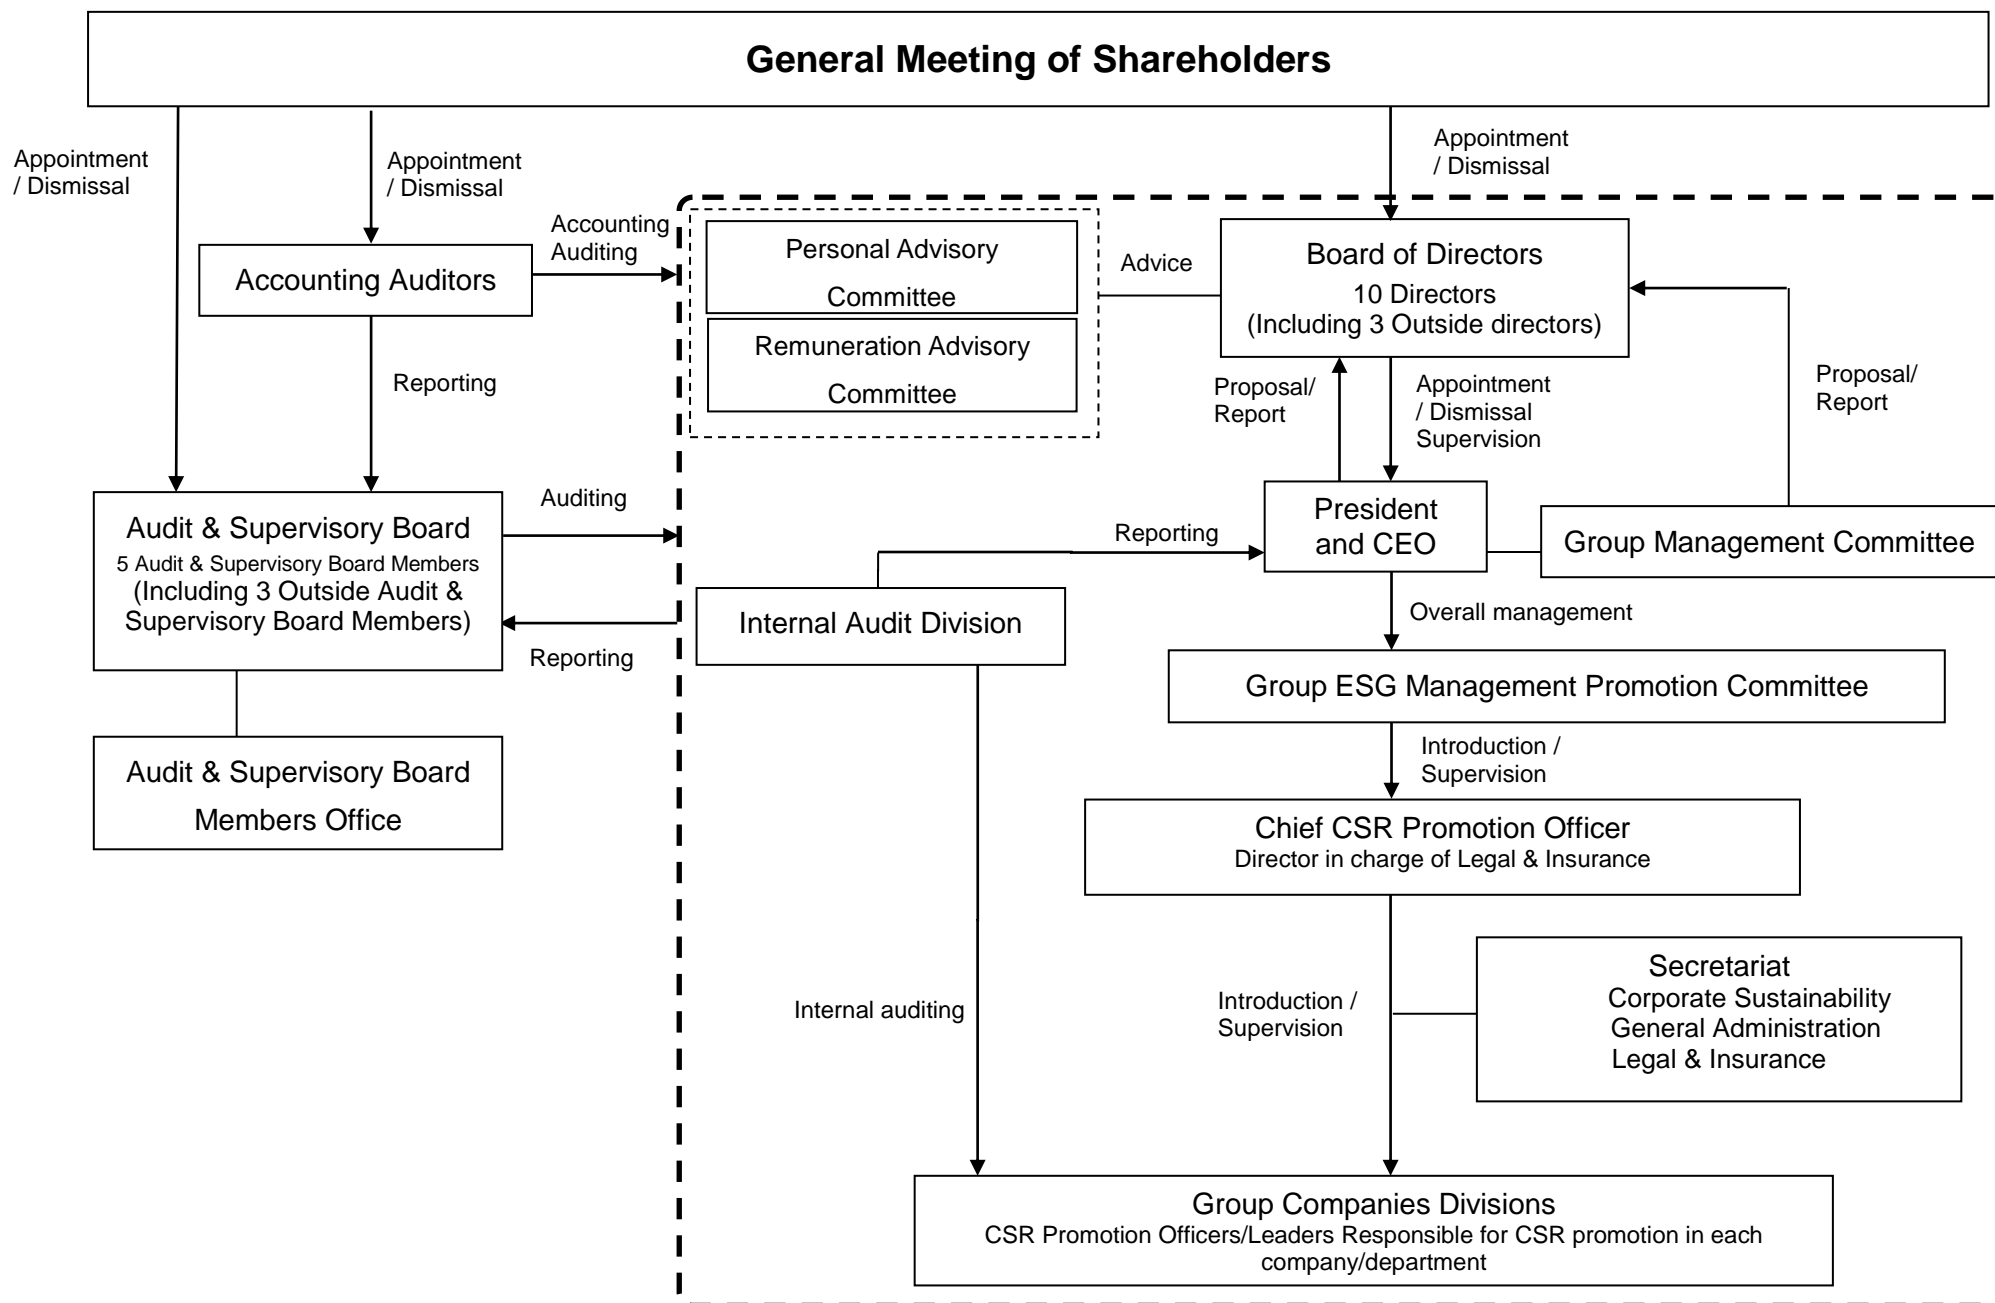 General Meeting of Shareholders
Appointment
/ Dismissal
Appointment
/ Dismissal
Appointment
/ Dismissal
Accounting
Auditing
Accounting Auditors
Personal Advisory
Committee
Remuneration Advisory
Committee
Advice
Board of Directors
10 Directors
(Including 3 Outside directors)
Reporting
Proposal/
Report
Appointment
/ Dismissal
Supervision
Proposal/
Report
Audit & Supervisory Board
5 Audit & Supervisory Board Members
(Including 3 Outside Audit &
Supervisory Board Members)
Auditing
Reporting
Reporting
President
and CEO
Group Management Committee
Internal Audit Division
Overall management
Group ESG Management Promotion Committee
Audit & Supervisory Board
Members Office
Introduction /
Supervision
Chief CSR Promotion Officer
Director in charge of Legal & Insurance
Internal auditing
Introduction /
Supervision
Secretariat
Corporate Sustainability
General Administration
Legal & Insurance
Group Companies Divisions
CSR Promotion Officers/Leaders Responsible for CSR promotion in each
company/department